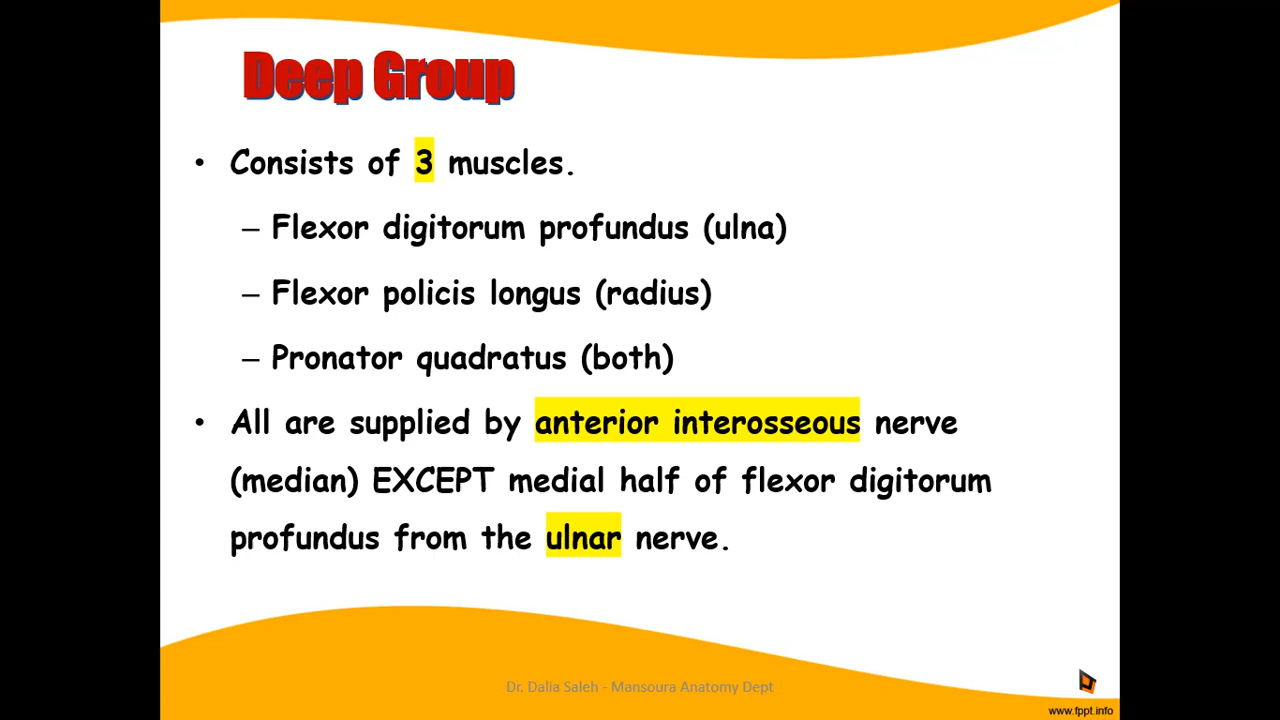 Deep Group
• Consists of 3 muscles.
– Flexor digitorum profundus (ulna)
– Flexor policis longus (radius)
– Pronator quadratus (both)
• All are supplied by anterior interosseous nerve
(median) EXCEPT medial half of flexor digitorum
profundus from the ulnar nerve.
Dr. Dalia Saleh - Mansoura Anatomy Dept
www.fppt.info